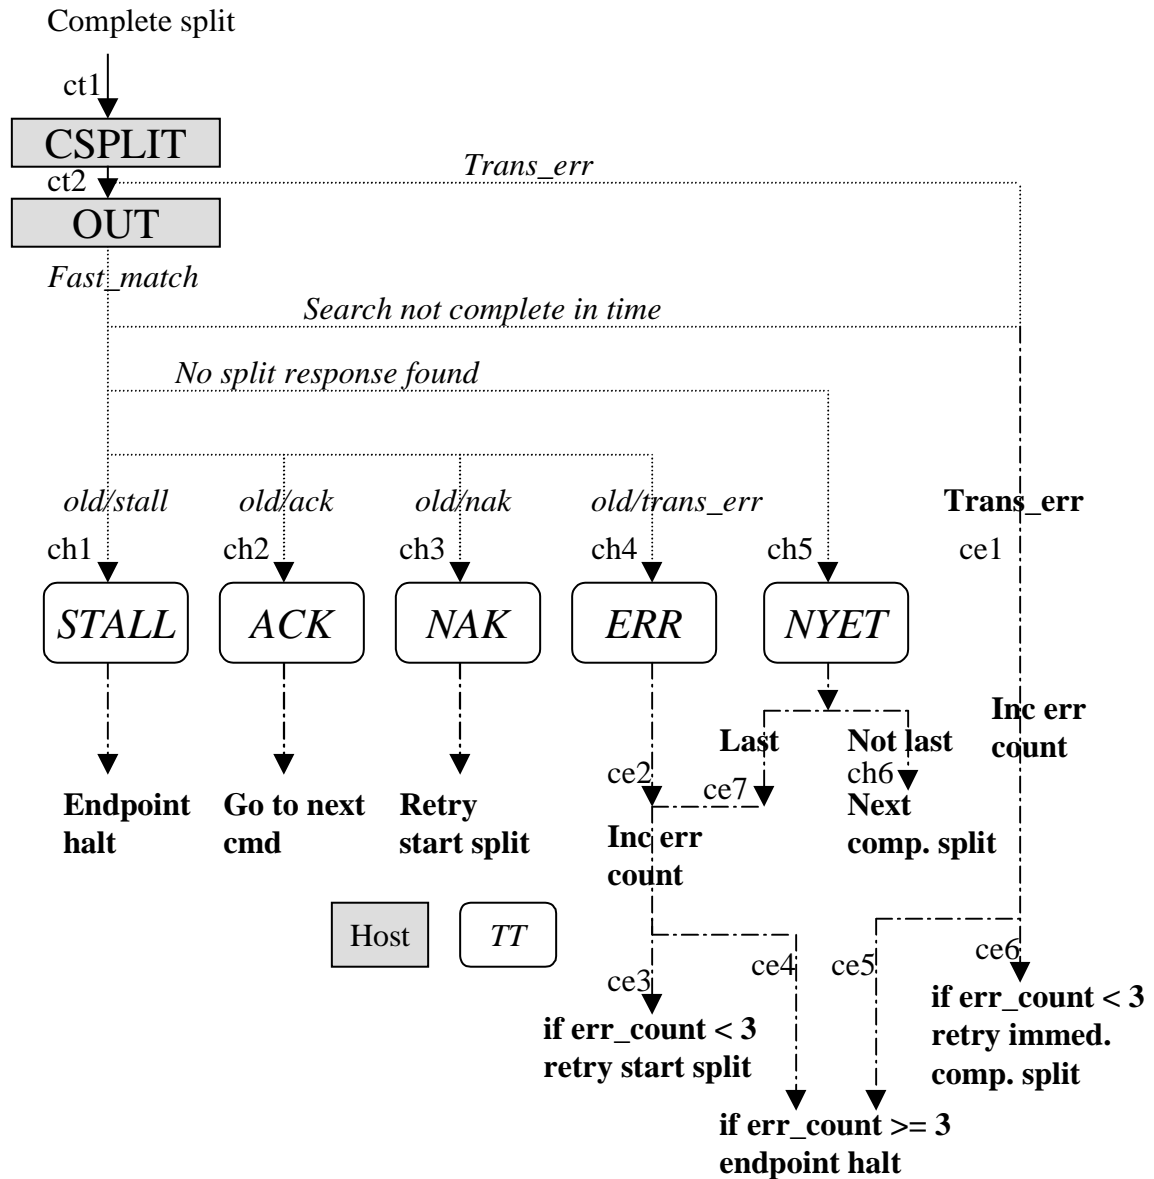 Complete split
ct1
CSPLIT
Trans_err
ct2
OUT
Fast_match
Search not complete in time
No split response found
old/stall
old/ack
old/nak
old/trans_err
Trans_err
ch1
ch2
ch3
ch4
ch5
ce1
STALL
ACK
NAK
ERR
NYET
Inc err
count
Last
Not last
ce2
ce7
ch6
Endpoint
halt
Go to next
cmd
Retry
start split
Next
comp. split
Inc err
count
Host
TT
ce3
ce4
ce5
ce6
if err_count < 3
retry start split
if err_count < 3
retry immed.
comp. split
if err_count >= 3
endpoint halt